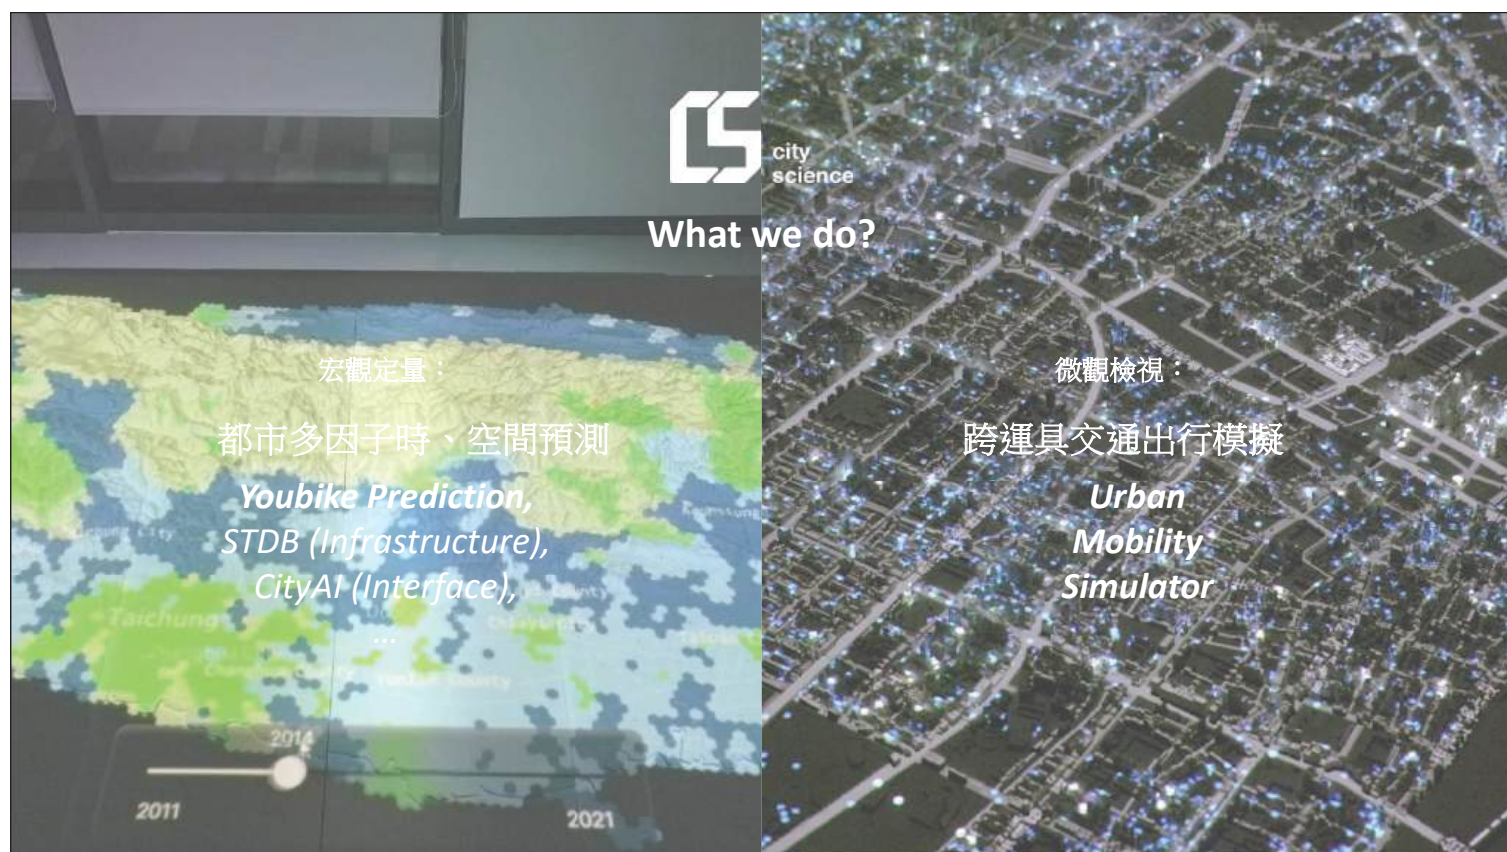 city
science
What we do?
宏觀定量：
都市多因子時、空間預測
Youbike Prediction,
STDB (Infrastructure),
CityAI (Interface),
...
Taichung
Yunlin County
2014
2011
2021
微觀檢視：
跨運具交通出行模擬
Urban
Mobility
Simulator